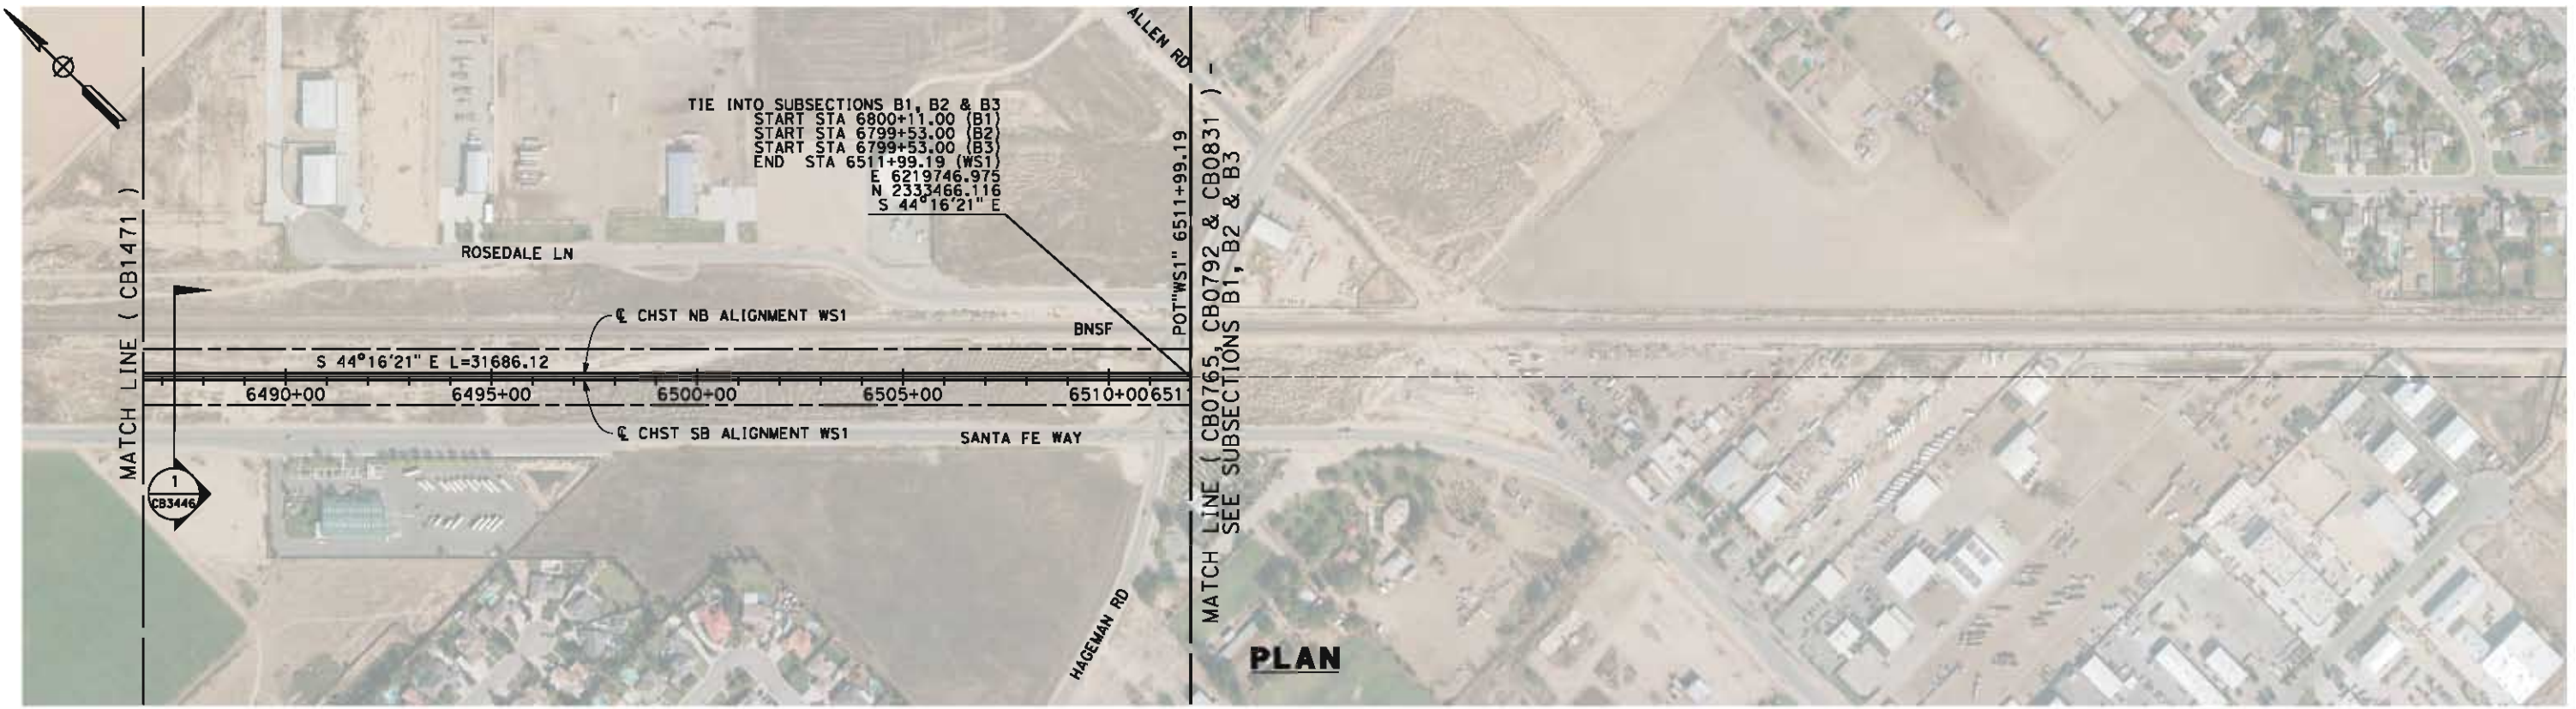 ALLEN RD
TIE INTO SUBSECTIONS B1, B2 & B3
START STA 6800+11.00 (B1)
START STA 6799+53.00 (B2)
START STA 6799+53.00 (B3)
END STA 6511+99.19 (WS1)
E 6219746.975
N 2333466.116
S 44°16'21" E
POT"WS1" 6511+99.19
MATCH LINE ( CB1471 )
MATCH LINE ( CB0765, CB0792 & CB0831 ) -
SEE SUBSECTIONS B1, B2 & B3
ROSEDALE LN
℄ CHST NB ALIGNMENT WS1
BNSF
S 44°16'21" E L=31686.12
6490+00 6495+00 6500+00 6505+00 6510+00 6511
℄ CHST SB ALIGNMENT WS1
SANTA FE WAY
1
CB3446
HAGEMAN RD
PLAN